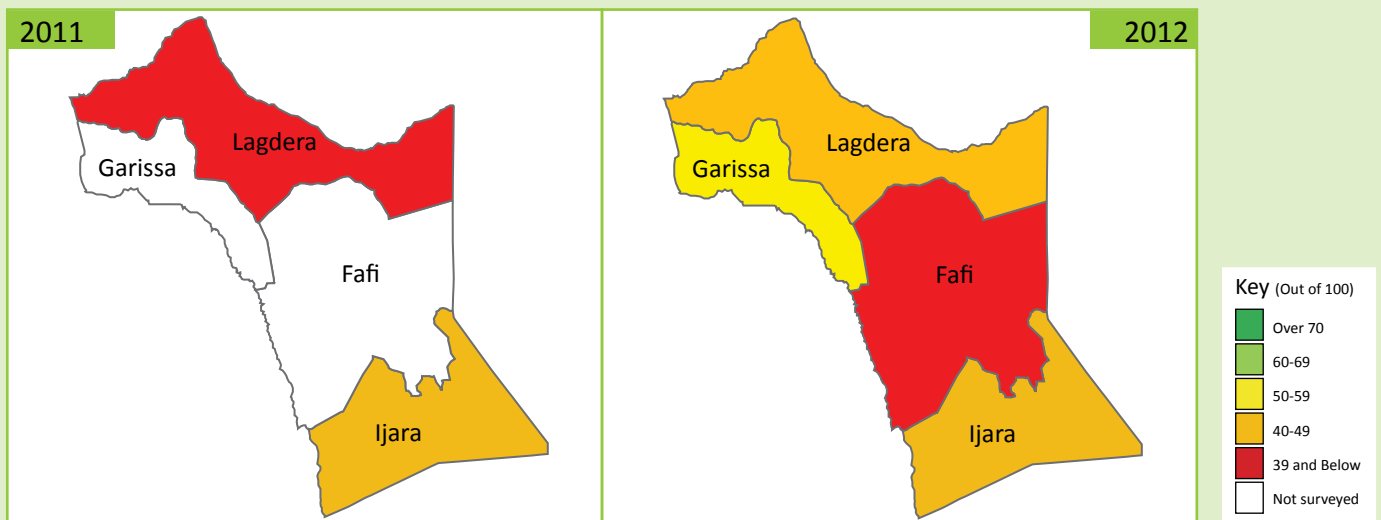 2011
Lagdera
Garissa
Fafi
Ijara
2012
Lagdera
Garissa
Fafi
Ijara
Key (Out of 100)
Over 70
60-69
50-59
40-49
39 and Below
Not surveyed